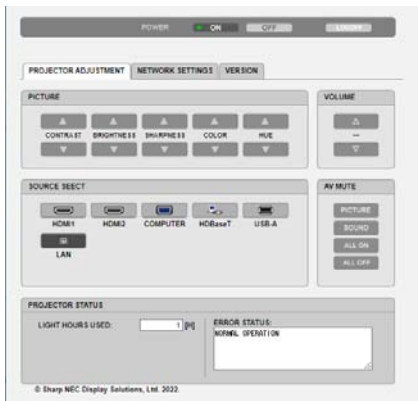 POWER ON OFF LOGOFF
PROJECTOR ADJUSTMENT NETWORK SETTINGS VERSION
PICTURE
CONTRAST BRIGHTNESS SHARPNESS COLOR HUE
VOLUME
--
SOURCE SEECT
HDMI1 HDMI2 COMPUTER HDBaseT USB-A
LAN
AV MUTE
PICTURE
SOUND
ALL ON
ALL OFF
PROJECTOR STATUS
LIGHT HOURS USED: 1 [H]
ERROR STATUS:
NORMAL OPERATION
© Sharp NEC Display Solutions, Ltd. 2022.